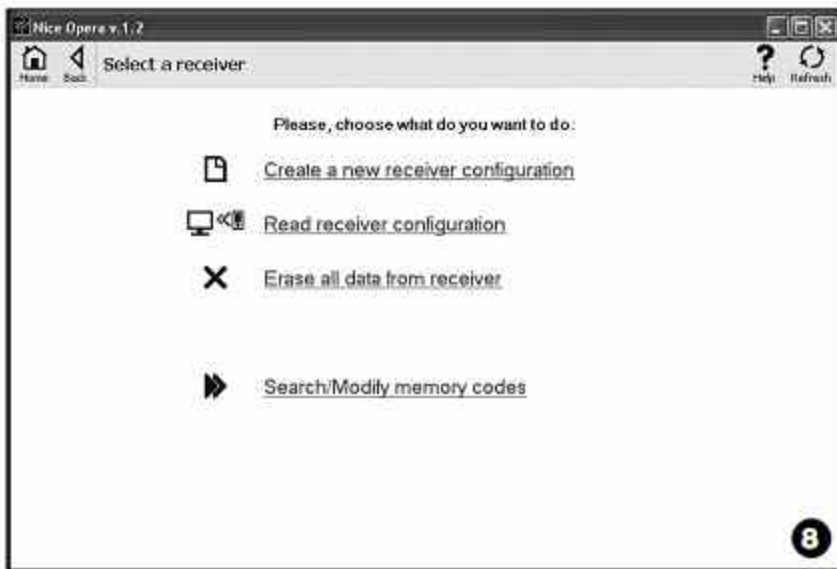 Nice Opera v.1.2
Home Back Select a receiver Help Refresh
Please, choose what do you want to do:
Create a new receiver configuration
Read receiver configuration
Erase all data from receiver
Search/Modify memory codes
8